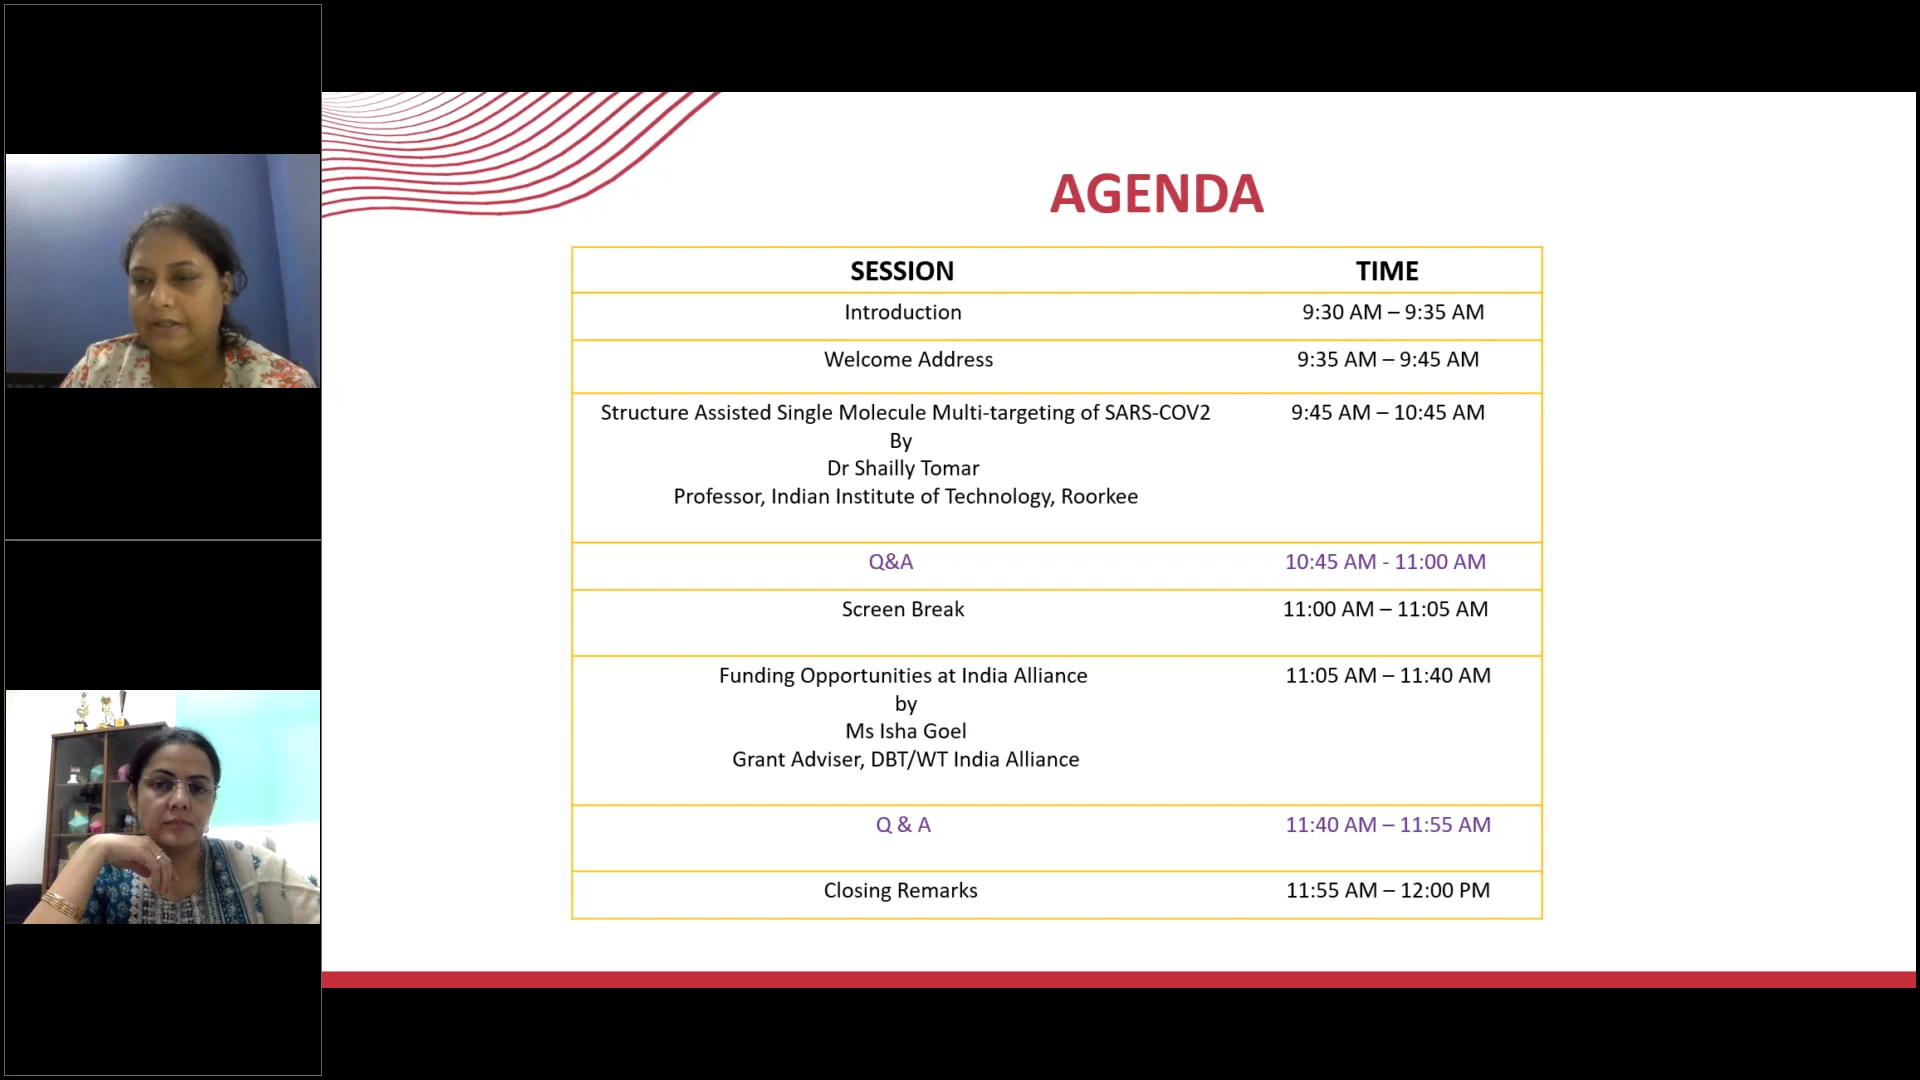 AGENDA
SESSION TIME
Introduction 9:30 AM – 9:35 AM
Welcome Address 9:35 AM – 9:45 AM
Structure Assisted Single Molecule Multi-targeting of SARS-COV2 9:45 AM – 10:45 AM
By
Dr Shailly Tomar
Professor, Indian Institute of Technology, Roorkee
Q&A 10:45 AM - 11:00 AM
Screen Break 11:00 AM – 11:05 AM
Funding Opportunities at India Alliance 11:05 AM – 11:40 AM
by
Ms Isha Goel
Grant Adviser, DBT/WT India Alliance
Q & A 11:40 AM – 11:55 AM
Closing Remarks 11:55 AM – 12:00 PM